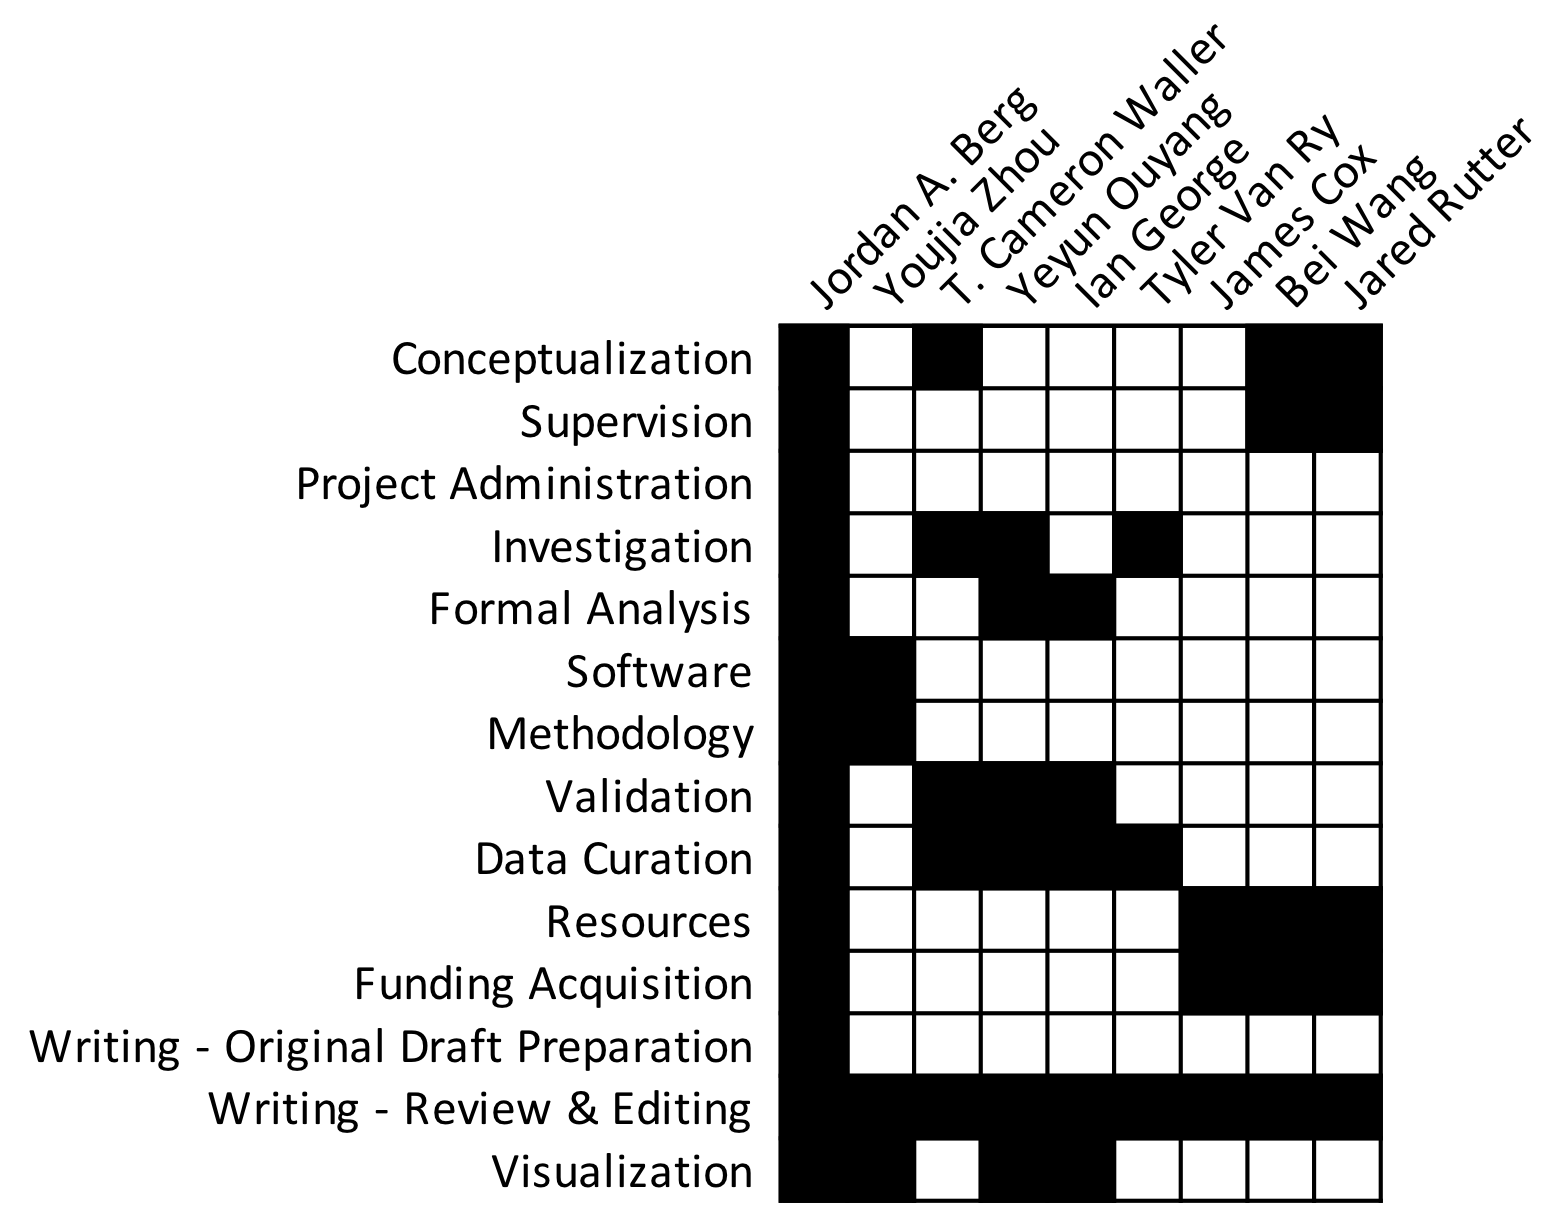 Jordan A. Berg
Youjia Zhou
T. Cameron Waller
Yeyun Ouyang
Ian George
Tyler Van Ry
James Cox
Bei Wang
Jared Rutter
Conceptualization
Supervision
Project Administration
Investigation
Formal Analysis
Software
Methodology
Validation
Data Curation
Resources
Funding Acquisition
Writing - Original Draft Preparation
Writing - Review & Editing
Visualization